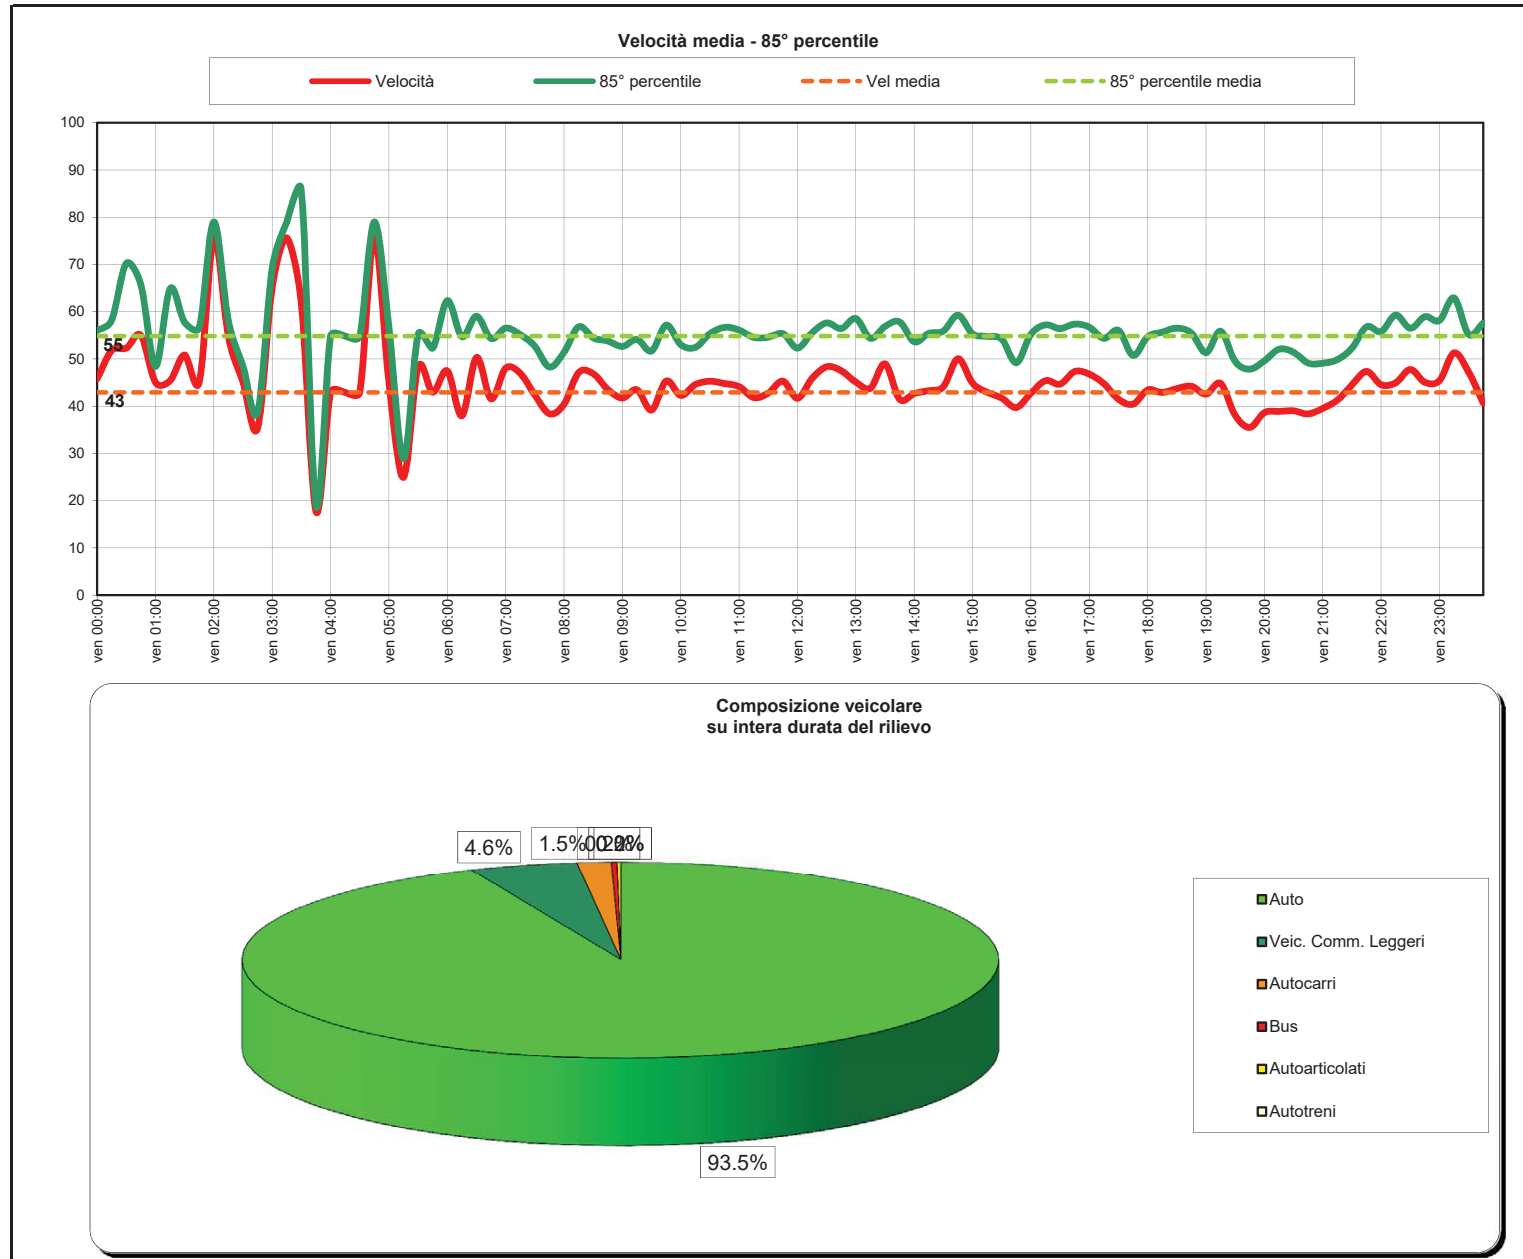 Velocità media - 85° percentile
Velocità 85° percentile Vel media 85° percentile media
100
90
80
70
60
50
40
30
20
10
0
55
43
ven 00:00
ven 01:00
ven 02:00
ven 03:00
ven 04:00
ven 05:00
ven 06:00
ven 07:00
ven 08:00
ven 09:00
ven 10:00
ven 11:00
ven 12:00
ven 13:00
ven 14:00
ven 15:00
ven 16:00
ven 17:00
ven 18:00
ven 19:00
ven 20:00
ven 21:00
ven 22:00
ven 23:00
Composizione veicolare
su intera durata del rilievo
4.6%
1.5%
93.5%
Auto
Veic. Comm. Leggeri
Autocarri
Bus
Autoarticolati
Autotreni